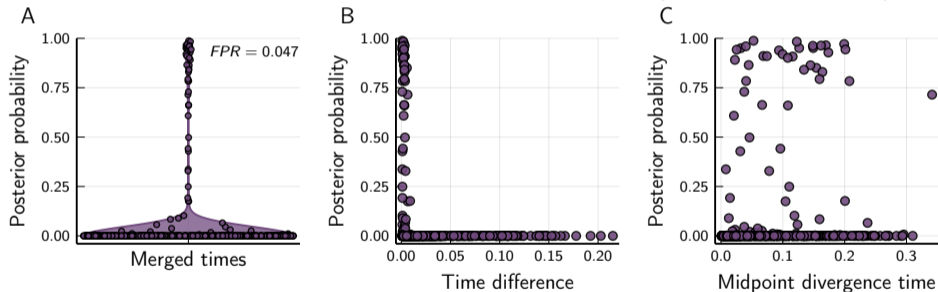 A
Posterior probability
1.00
0.75
0.50
0.25
0.00
FPR = 0.047
Merged times
B
Posterior probability
1.00
0.75
0.50
0.25
0.00
0.00 0.05 0.10 0.15 0.20
Time difference
C
Posterior probability
1.00
0.75
0.50
0.25
0.00
0.0 0.1 0.2 0.3
Midpoint divergence time